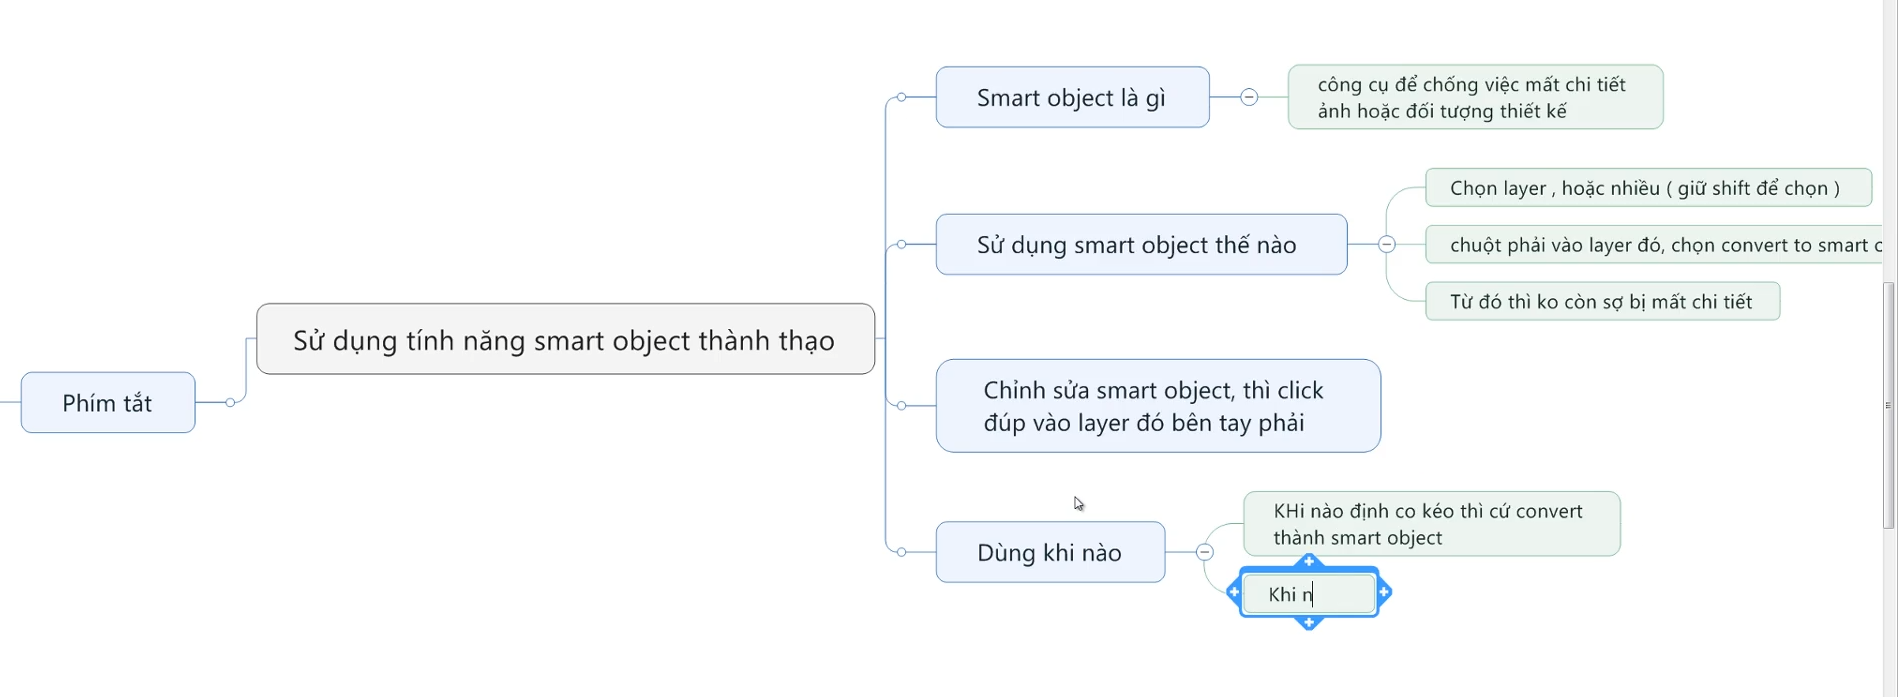 Smart object là gì
công cụ để chống việc mất chi tiết
ảnh hoặc đối tượng thiết kế
Sử dụng smart object thế nào
Chọn layer , hoặc nhiều ( giữ shift để chọn )
chuột phải vào layer đó, chọn convert to smart
Từ đó thì ko còn sợ bị mất chi tiết
Sử dụng tính năng smart object thành thạo
Phím tắt
Chỉnh sửa smart object, thì click
đúp vào layer đó bên tay phải
Dùng khi nào
KHi nào định co kéo thì cứ convert
thành smart object
Khi n